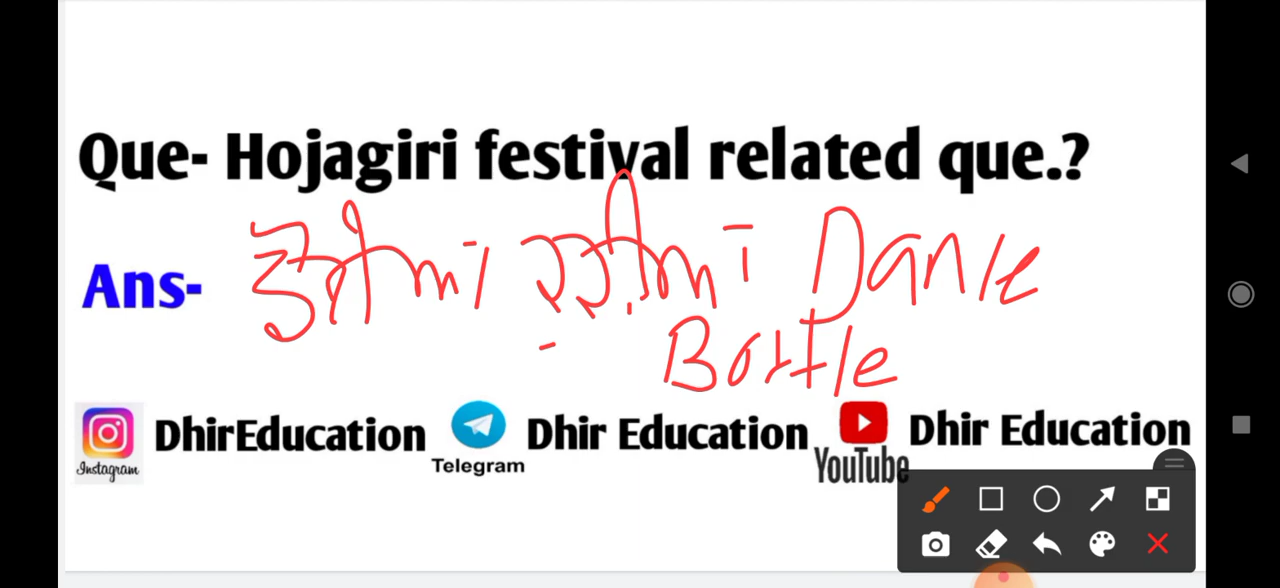 Que- Hojagiri festival related que.?
Ans- Dance
Bottle
DhirEducation Dhir Education Dhir Education
Instagram Telegram YouTube